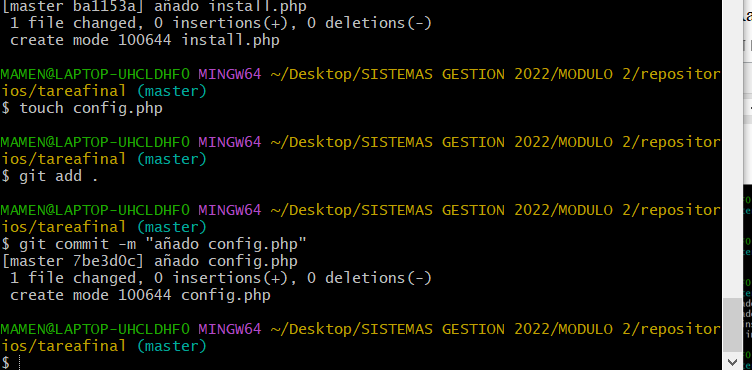 [master ba1153a] añado install.php
 1 file changed, 0 insertions(+), 0 deletions(-)
 create mode 100644 install.php
MAMEN@LAPTOP-UHCLDHF0 MINGW64 ~/Desktop/SISTEMAS GESTION 2022/MODULO 2/repositor
ios/tareafinal (master)
$ touch config.php
MAMEN@LAPTOP-UHCLDHF0 MINGW64 ~/Desktop/SISTEMAS GESTION 2022/MODULO 2/repositor
ios/tareafinal (master)
$ git add .
MAMEN@LAPTOP-UHCLDHF0 MINGW64 ~/Desktop/SISTEMAS GESTION 2022/MODULO 2/repositor
ios/tareafinal (master)
$ git commit -m "añado config.php"
[master 7be3d0c] añado config.php
 1 file changed, 0 insertions(+), 0 deletions(-)
 create mode 100644 config.php
MAMEN@LAPTOP-UHCLDHF0 MINGW64 ~/Desktop/SISTEMAS GESTION 2022/MODULO 2/repositor
ios/tareafinal (master)
$